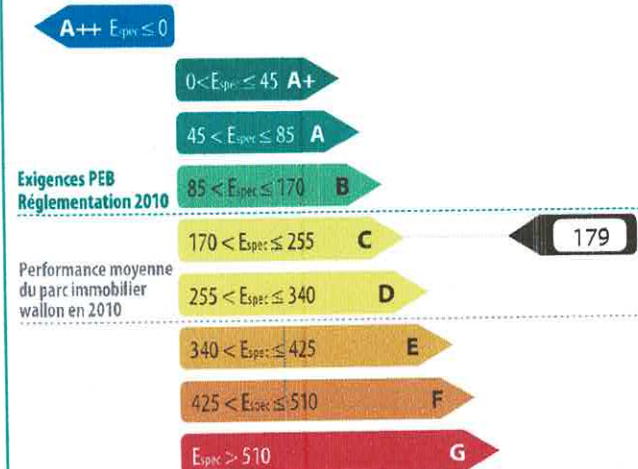 A++ Espec ≤ 0
0 < Espec ≤ 45 A+
45 < Espec ≤ 85 A
Exigences PEB
Réglementation 2010
85 < Espec ≤ 170 B
170 < Espec ≤ 255 C
179
Performance moyenne
du parc immobilier
wallon en 2010
255 < Espec ≤ 340 D
340 < Espec ≤ 425 E
425 < Espec ≤ 510 F
Espec > 510 G